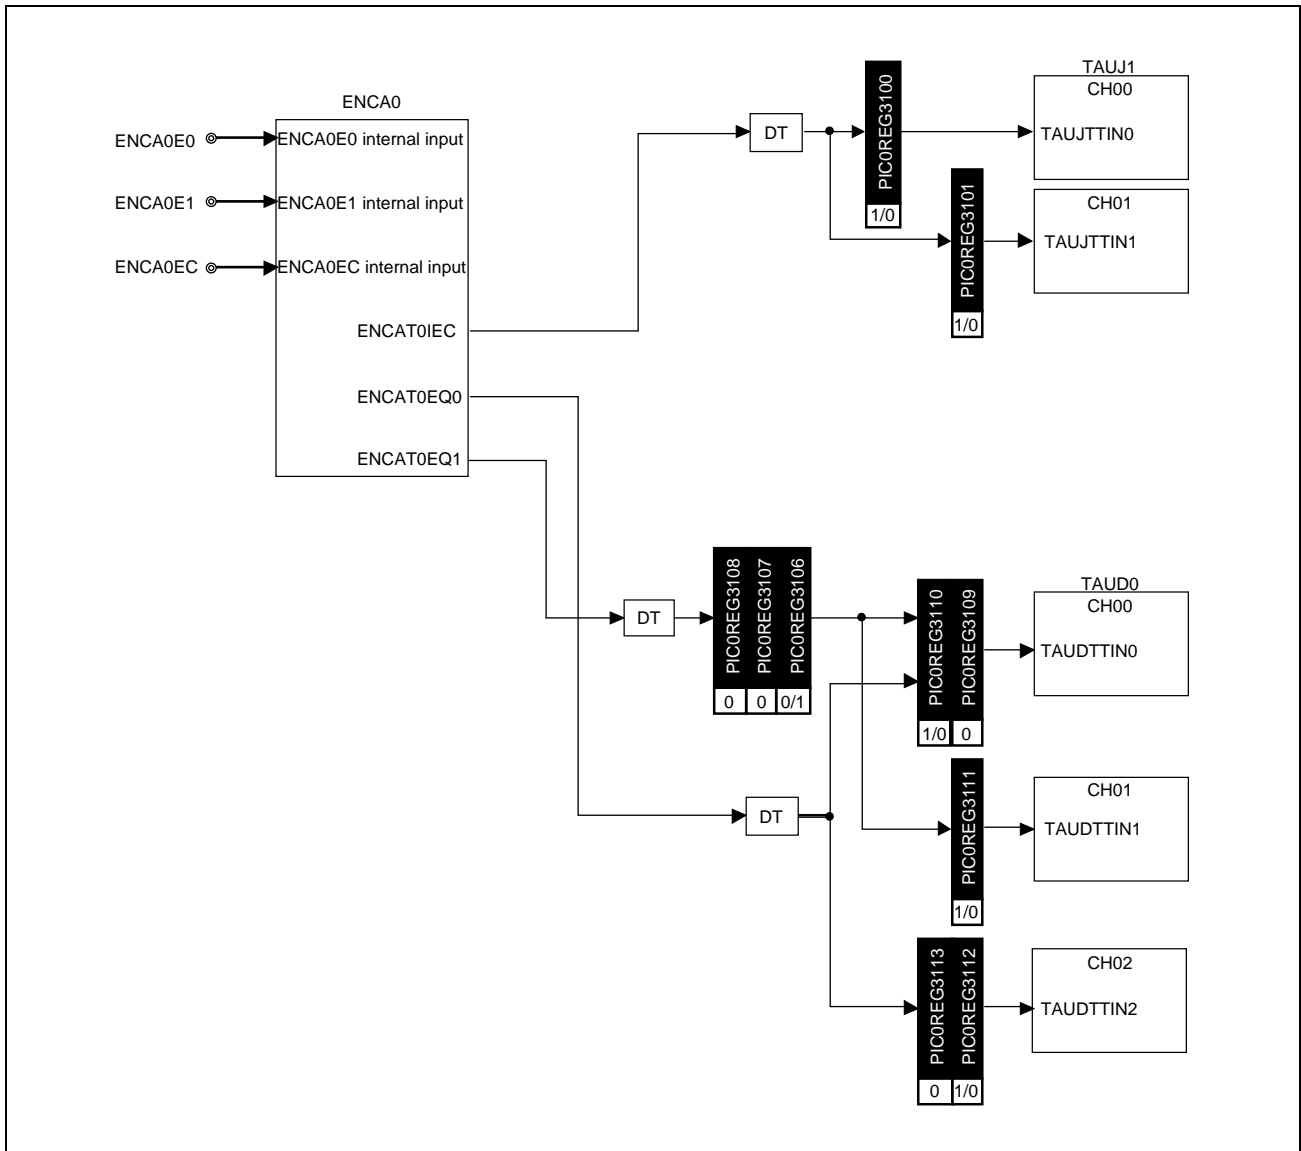 ENCA0
ENCA0E0
ENCA0E0 internal input
ENCA0E1
ENCA0E1 internal input
ENCA0EC
ENCA0EC internal input
ENCAT0IEC
ENCAT0EQ0
ENCAT0EQ1
DT
PIC0REG3100
1/0
TAUJ1
CH00
TAUJTTIN0
PIC0REG3101
1/0
CH01
TAUJTTIN1
DT
PIC0REG3108
PIC0REG3107
PIC0REG3106
0
0
0/1
PIC0REG3110
PIC0REG3109
1/0
0
TAUD0
CH00
TAUDTTIN0
DT
PIC0REG3111
1/0
CH01
TAUDTTIN1
PIC0REG3113
PIC0REG3112
0
1/0
CH02
TAUDTTIN2